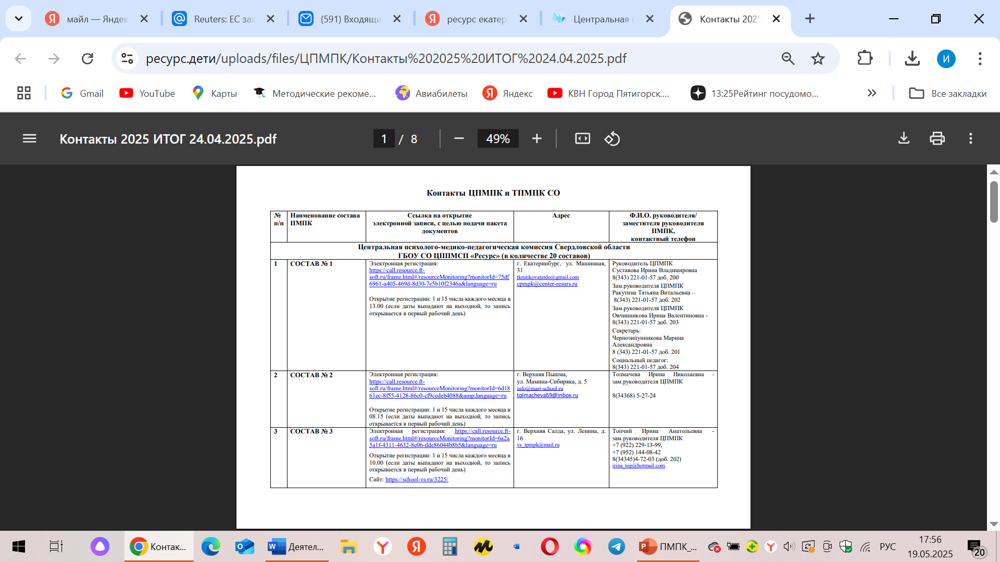 майл — Яндек
Reuters: ЕС зах
(591) Входящи
ресурс екатер
Центральная п
Контакты 2025
ресурс.дети/uploads/files/ЦПМПК/Контакты%202025%20ИТОГ%2024.04.2025.pdf
И
Gmail
YouTube
Карты
Методические рекоме...
Авиабилеты
Яндекс
КВН Город Пятигорск....
13:25Рейтинг посудомо...
Все закладки
Контакты 2025 ИТОГ 24.04.2025.pdf
1 / 8
49%
Контакты ЦПМПК и ТПМПК СО
№
п/п
Наименование состава
ПМПК
Ссылка на открытие
электронной записи, с целью подачи пакета
документов
Адрес
Ф.И.О. руководителя/
заместителя руководителя
ПМПК,
контактный телефон
Центральная психолого-медико-педагогическая комиссия Свердловской области
ГБОУ СО ЦППМСП «Ресурс» (в количестве 20 составов)
1
СОСТАВ № 1
Электронная регистрация:
https://call.resource.ft-
soft.ru/frame.html#/resourceMonitoring?monitorId=75df
6961-a405-469d-8d30-7e5b10f2346a&language=ru
Открытие регистрации: 1 и 15 числа каждого месяца в
13.00 (если даты выпадают на выходной, то запись
открывается в первый рабочий день)
г. Екатеринбург, ул. Машинная,
31
tkrutikovatatdo@gmail.com
cpmpk@center-resurs.ru
Руководитель ЦПМПК
Суставова Ирина Владимировна
8(343) 221-01-57 доб. 200
Зам.руководителя ЦПМПК
Ракутина Татьяна Витальевна –
8(343) 221-01-57 доб. 202
Зам.руководителя ЦПМПК
Овчинникова Ирина Валентиновна -
8(343) 221-01-57 доб. 203
Секретарь:
Чернозипунникова Марина
Александровна
8 (343) 221-01-57 доб. 201
Социальный педагог:
8(343) 221-01-57 доб. 204
2
СОСТАВ № 2
Электронная регистрация:
https://call.resource.ft-
soft.ru/frame.html#/resourceMonitoring?monitorId=6d18
61ec-8f55-4128-86c0-cf9cedeb4088&amp;language=ru
Открытие регистрации: 1 и 15 числа каждого месяца в
08.15 (если даты выпадают на выходной, то запись
открывается в первый рабочий день)
г. Верхняя Пышма,
ул. Мамина-Сибиряка, д. 5
info@mart-school.ru
tolmacheva69@inbox.ru
Толмачева Ирина Николаевна -
зам.руководителя ЦПМПК
8(34368) 5-27-24
3
СОСТАВ № 3
Электронная регистрация: https://call.resource.ft-
soft.ru/frame.html#/resourceMonitoring?monitorId=6a2a
5a1f-4311-4632-8e06-dde86044b8b5&language=ru
Открытие регистрации: 1 и 15 числа каждого месяца в
10.00 (если даты выпадают на выходной, то запись
открывается в первый рабочий день)
Сайт: https://school-vs.ru/3225/
г. Верхняя Салда, ул. Ленина, д.
16
vs_tpmpk@mail.ru
Топчий Ирина Анатольевна -
зам.руководителя ЦПМПК
+7 (922) 229-13-99,
+7 (952) 144-08-42
8(34345)4-72-03 (доб. 202)
irina_top@hotmail.com
Контак...
Деятел...
ПМПК_...
РУС
17:56
19.05.2025
20